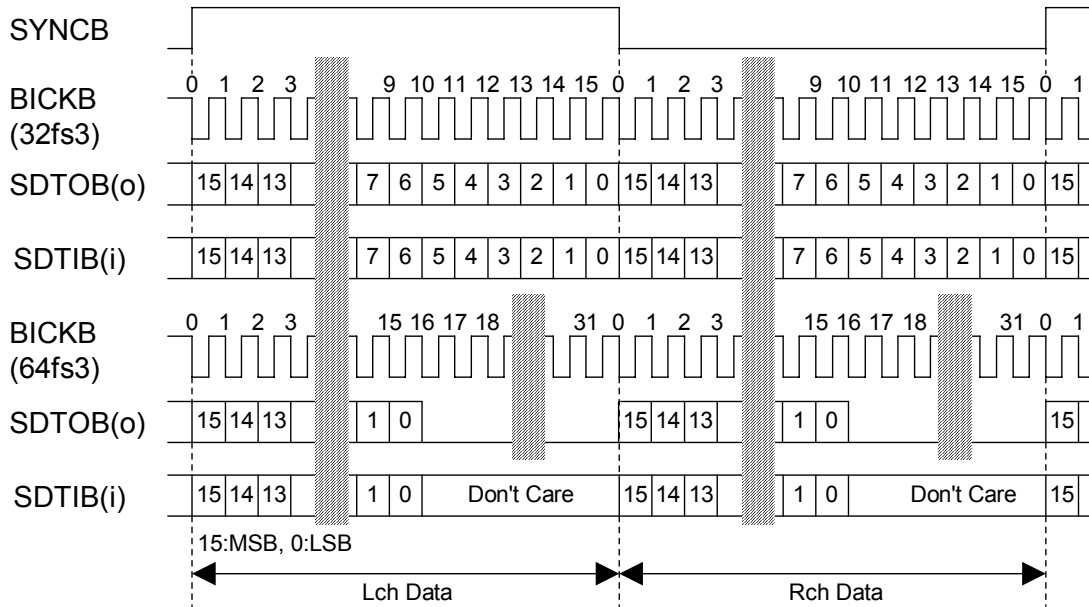 SYNCB
0 1 2 3 9 10 11 12 13 14 15 0 1 2 3 9 10 11 12 13 14 15 0 1
BICKB
(32fs3)
SDTOB(o) 15 14 13 7 6 5 4 3 2 1 0 15 14 13 7 6 5 4 3 2 1 0 15
SDTIB(i) 15 14 13 7 6 5 4 3 2 1 0 15 14 13 7 6 5 4 3 2 1 0 15
0 1 2 3 15 16 17 18 31 0 1 2 3 15 16 17 18 31 0 1
BICKB
(64fs3)
SDTOB(o) 15 14 13 1 0 15 14 13 1 0 15
SDTIB(i) 15 14 13 1 0 Don't Care 15 14 13 1 0 Don't Care 15
15:MSB, 0:LSB
Lch Data Rch Data